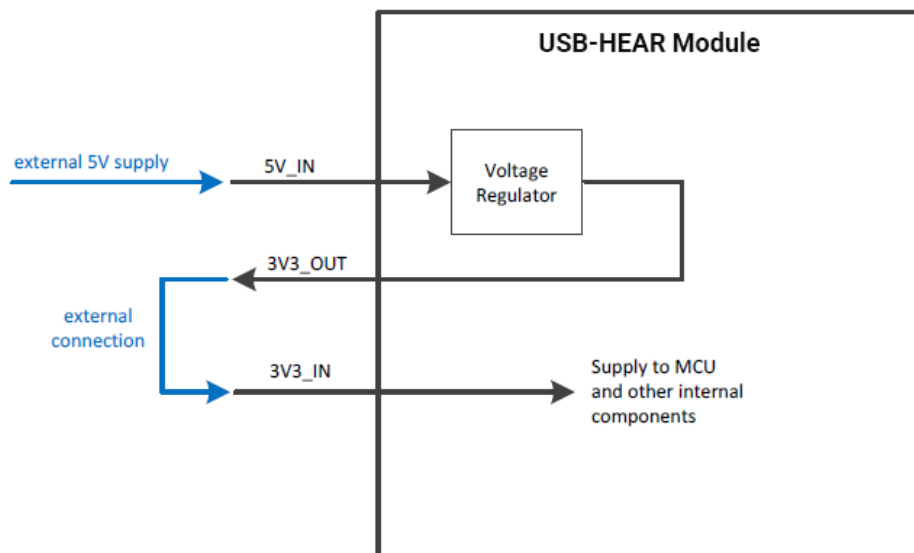 USB-HEAR Module
external 5V supply
5V_IN
Voltage
Regulator
3V3_OUT
external
connection
3V3_IN
Supply to MCU
and other internal
components